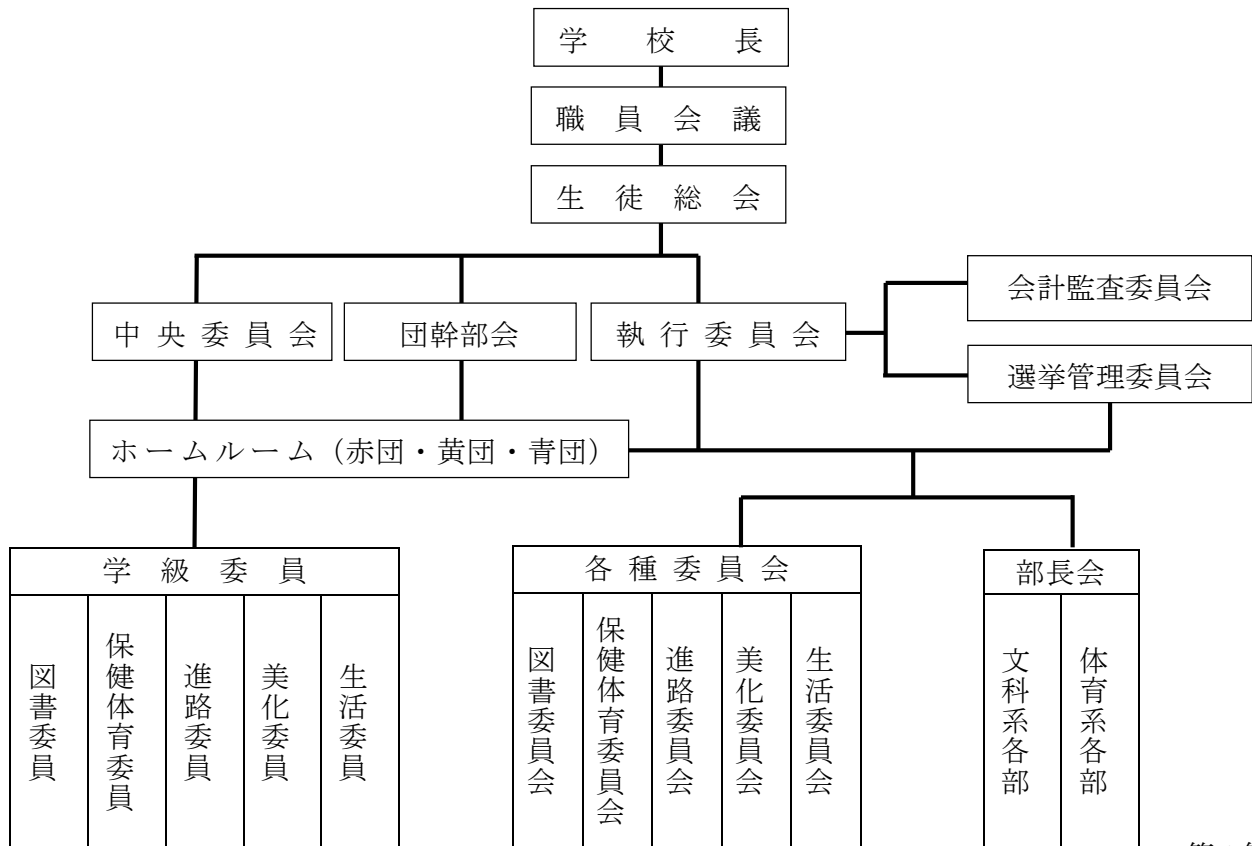 学校長
職員会議
生徒総会
会計監査委員会
中央委員会
団幹部会
執行委員会
選挙管理委員会
ホームルーム（赤団・黄団・青団）
学級委員
図書委員
保健体育委員
進路委員
美化委員
生活委員
各種委員会
図書委員会
保健体育委員会
進路委員会
美化委員会
生活委員会
部長会
文科系各部
体育系各部